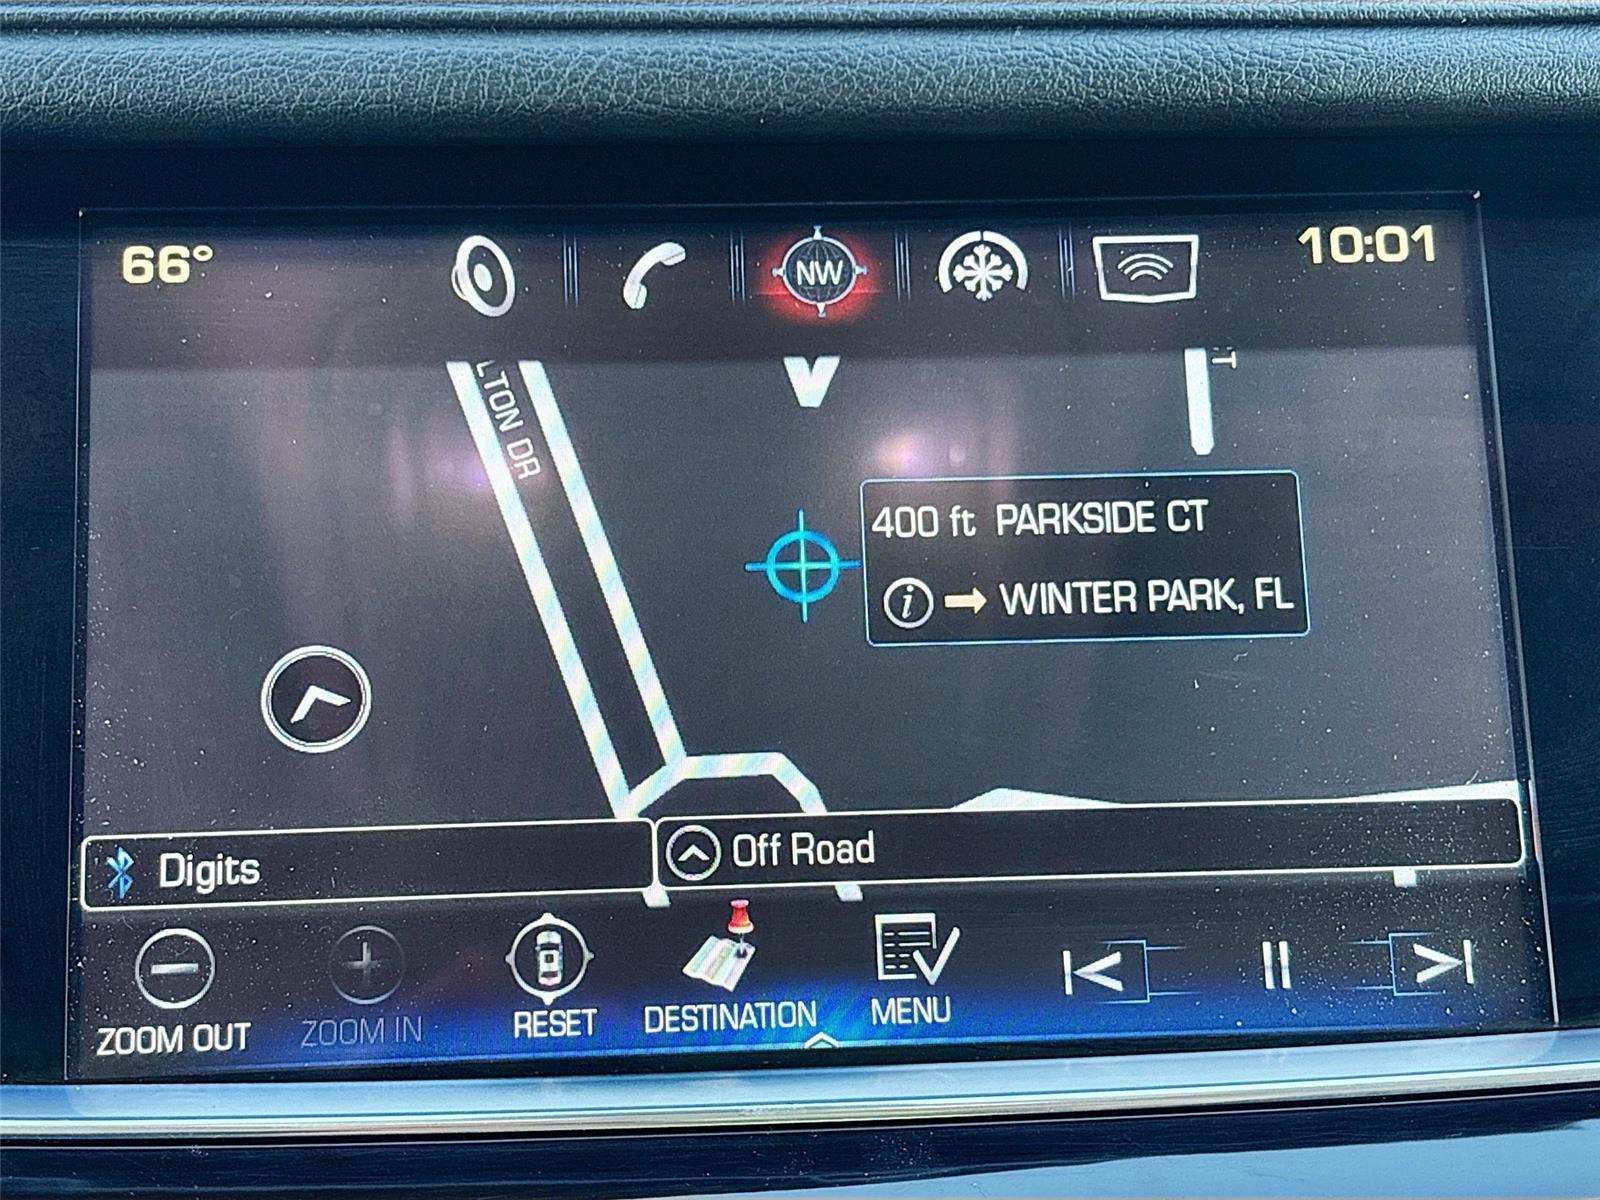 66°
NW
10:01
LTON DR
400 ft PARKSIDE CT
i WINTER PARK, FL
Digits
Off Road
ZOOM OUT
ZOOM IN
RESET
DESTINATION
MENU